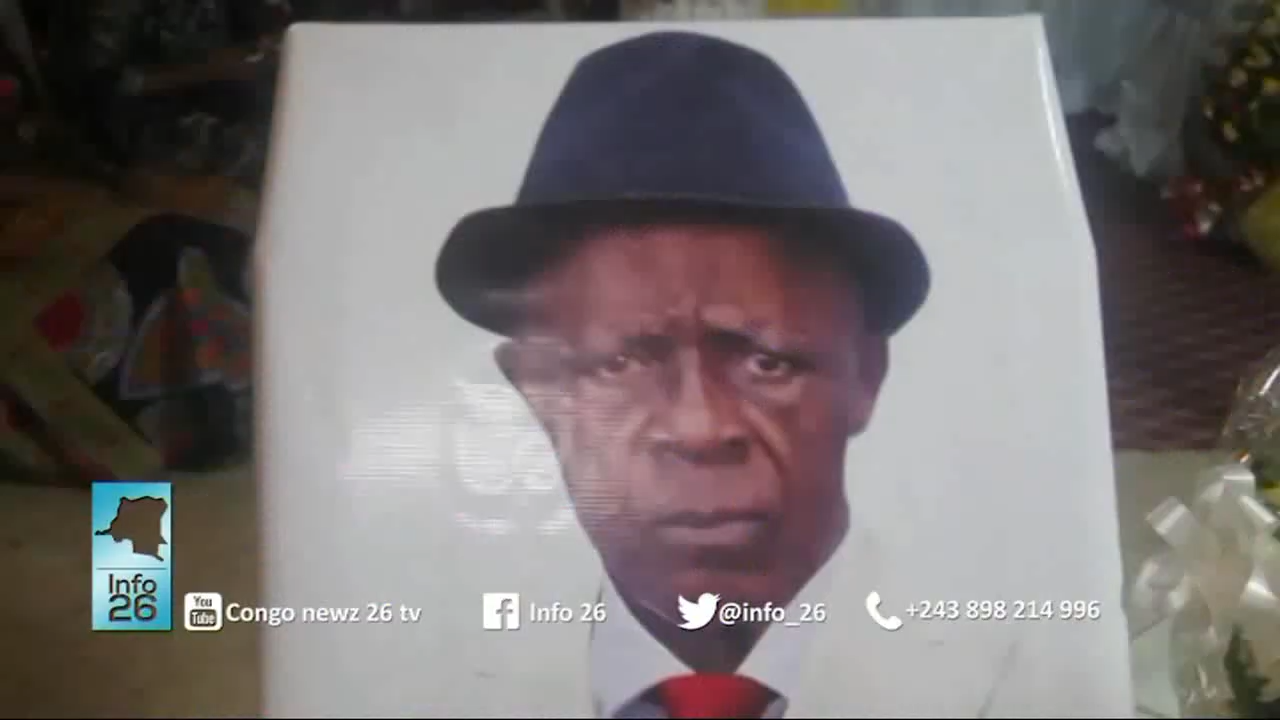 Info
26
You
Tube
Congo newz 26 tv
Info 26
@info_26
+243 898 214 996